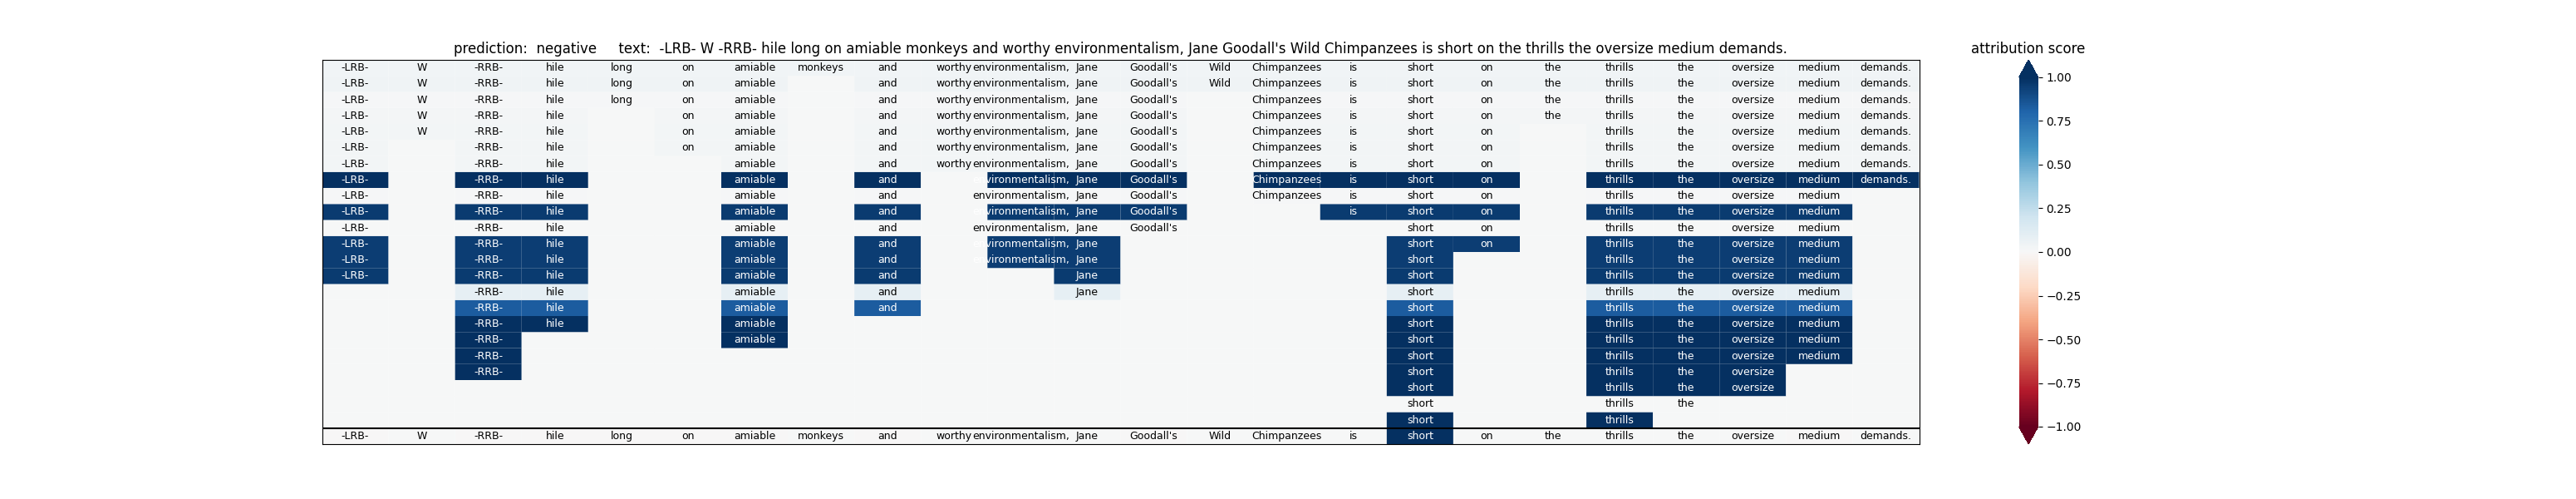 prediction:  negative     text:  -LRB- W -RRB- hile long on amiable monkeys and worthy environmentalism, Jane Goodall's Wild Chimpanzees is short on the thrills the oversize medium demands.
attribution score
-LRB- W -RRB- hile long on amiable monkeys and worthy environmentalism, Jane Goodall's Wild Chimpanzees is short on the thrills the oversize medium demands.
-LRB- W -RRB- hile long on amiable and worthy environmentalism, Jane Goodall's Wild Chimpanzees is short on the thrills the oversize medium demands.
-LRB- W -RRB- hile long on amiable and worthy environmentalism, Jane Goodall's Chimpanzees is short on the thrills the oversize medium demands.
-LRB- W -RRB- hile on amiable and worthy environmentalism, Jane Goodall's Chimpanzees is short on the thrills the oversize medium demands.
-LRB- W -RRB- hile on amiable and worthy environmentalism, Jane Goodall's Chimpanzees is short on thrills the oversize medium demands.
-LRB- -RRB- hile on amiable and worthy environmentalism, Jane Goodall's Chimpanzees is short on thrills the oversize medium demands.
-LRB- -RRB- hile amiable and worthy environmentalism, Jane Goodall's Chimpanzees is short on thrills the oversize medium demands.
-LRB- -RRB- hile amiable and environmentalism, Jane Goodall's Chimpanzees is short on thrills the oversize medium demands.
-LRB- -RRB- hile amiable and environmentalism, Jane Goodall's Chimpanzees is short on thrills the oversize medium
-LRB- -RRB- hile amiable and environmentalism, Jane Goodall's is short on thrills the oversize medium
-LRB- -RRB- hile amiable and environmentalism, Jane Goodall's short on thrills the oversize medium
-LRB- -RRB- hile amiable and environmentalism, Jane short on thrills the oversize medium
-LRB- -RRB- hile amiable and environmentalism, Jane short thrills the oversize medium
-LRB- -RRB- hile amiable and Jane short thrills the oversize medium
-RRB- hile amiable and Jane short thrills the oversize medium
-RRB- hile amiable and short thrills the oversize medium
-RRB- hile amiable short thrills the oversize medium
-RRB- amiable short thrills the oversize medium
-RRB- short thrills the oversize medium
-RRB- short thrills the oversize
short thrills the oversize
short thrills the
short thrills
-LRB- W -RRB- hile long on amiable monkeys and worthy environmentalism, Jane Goodall's Wild Chimpanzees is short on the thrills the oversize medium demands.
1.00
0.75
0.50
0.25
0.00
−0.25
−0.50
−0.75
−1.00